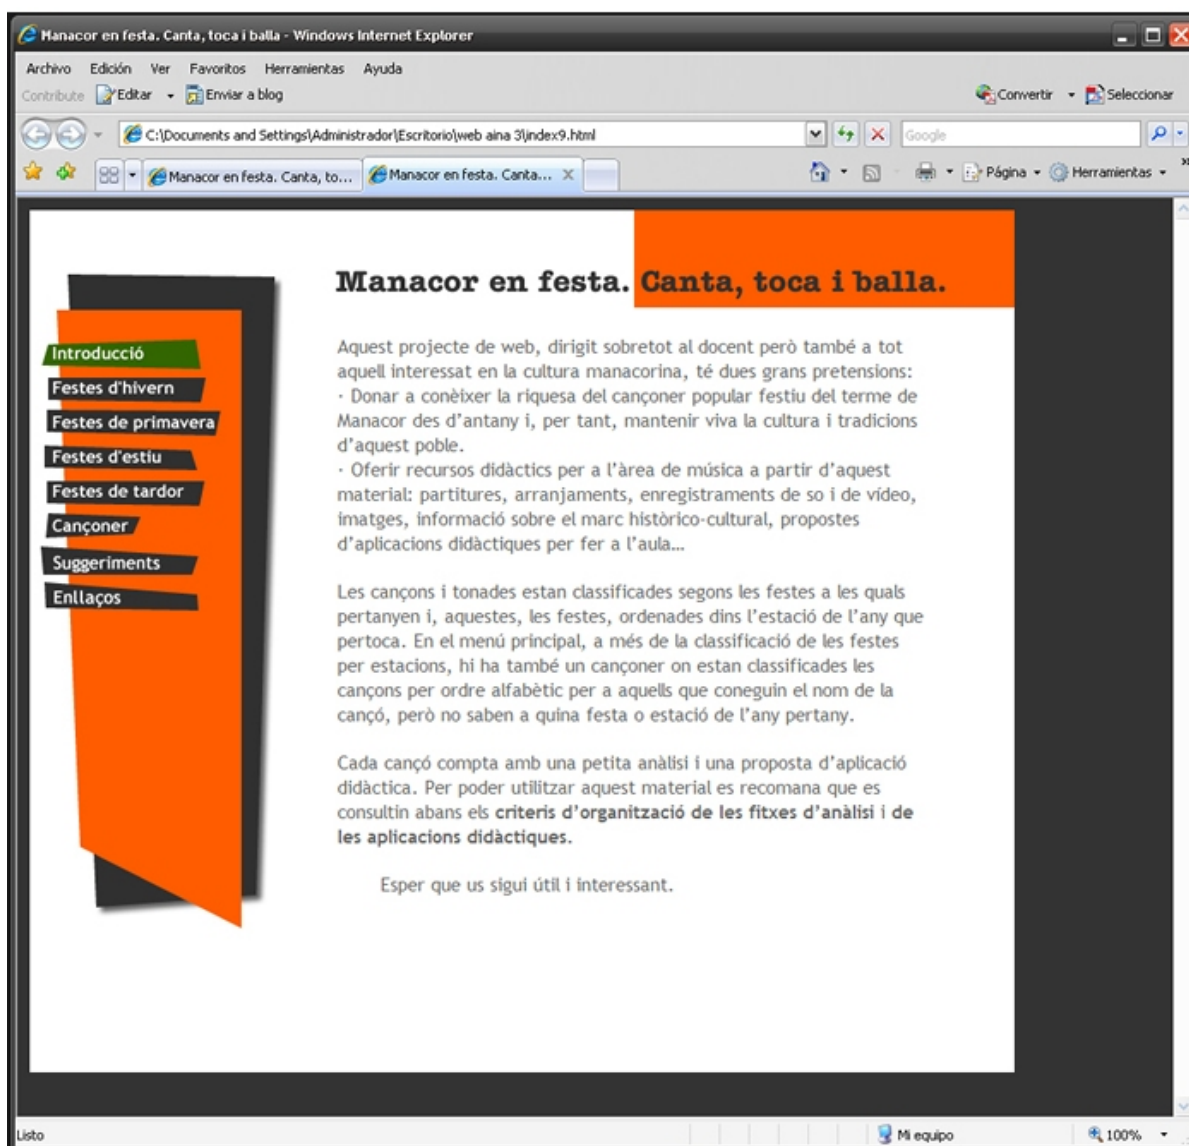 Manacor en festa. Canta, toca i balla - Windows Internet Explorer
Archivo Edición Ver Favoritos Herramientas Ayuda
Contribute Editar Enviar a blog Convertir Seleccionar
C:\Documents and Settings\Administrador\Escritorio\web aina 3\index9.html Google
Manacor en festa. Canta, to... Manacor en festa. Canta... X Página Herramientas »
Manacor en festa. Canta, toca i balla.
Introducció
Festes d'hivern
Festes de primavera
Festes d'estiu
Festes de tardor
Cançoner
Suggeriments
Enllaços
Aquest projecte de web, dirigit sobretot al docent però també a tot
aquell interessat en la cultura manacorina, té dues grans pretensions:
· Donar a conèixer la riquesa del cançoner popular festiu del terme de
Manacor des d’antany i, per tant, mantenir viva la cultura i tradicions
d’aquest poble.
· Oferir recursos didàctics per a l’àrea de música a partir d’aquest
material: partitures, arranjaments, enregistraments de so i de vídeo,
imatges, informació sobre el marc històrico-cultural, propostes
d’aplicacions didàctiques per fer a l’aula…
Les cançons i tonades estan classificades segons les festes a les quals
pertanyen i, aquestes, les festes, ordenades dins l’estació de l’any que
pertoca. En el menú principal, a més de la classificació de les festes
per estacions, hi ha també un cançoner on estan classificades les
cançons per ordre alfabètic per a aquells que coneguin el nom de la
cançó, però no saben a quina festa o estació de l’any pertany.
Cada cançó compta amb una petita anàlisi i una proposta d’aplicació
didàctica. Per poder utilitzar aquest material es recomana que es
consultin abans els criteris d’organització de les fitxes d’anàlisi i de
les aplicacions didàctiques.
Esper que us sigui útil i interessant.
Listo Mi equipo 100%